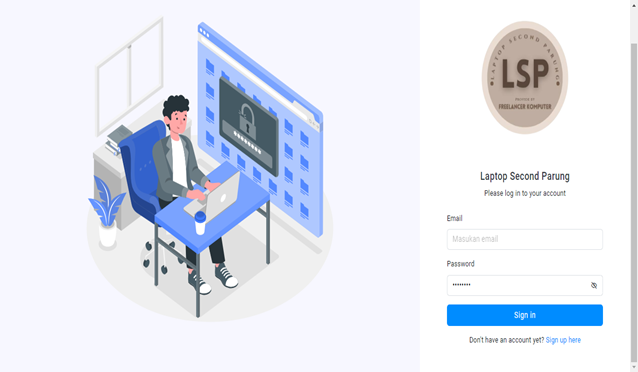 LAPTOP SECOND PARUNG
LSP
FREELANCER KOMPUTER
Laptop Second Parung
Please log in to your account
Email
Masukan email
Password
••••••••
Sign in
Don't have an account yet? Sign up here